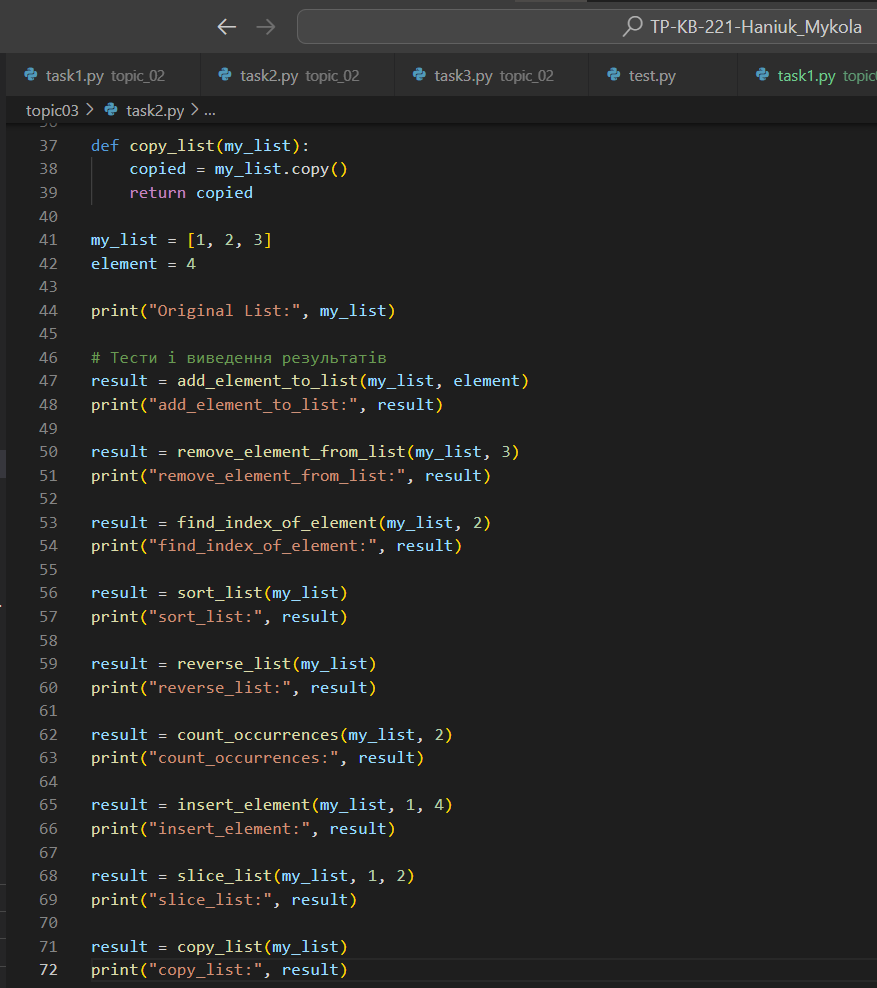 TP-KB-221-Haniuk_Mykola
task1.py topic_02 task2.py topic_02 task3.py topic_02 test.py task1.py topic
topic03 > task2.py > ...
36
37 def copy_list(my_list):
38     copied = my_list.copy()
39     return copied
40
41 my_list = [1, 2, 3]
42 element = 4
43
44 print("Original List:", my_list)
45
46 # Тести і виведення результатів
47 result = add_element_to_list(my_list, element)
48 print("add_element_to_list:", result)
49
50 result = remove_element_from_list(my_list, 3)
51 print("remove_element_from_list:", result)
52
53 result = find_index_of_element(my_list, 2)
54 print("find_index_of_element:", result)
55
56 result = sort_list(my_list)
57 print("sort_list:", result)
58
59 result = reverse_list(my_list)
60 print("reverse_list:", result)
61
62 result = count_occurrences(my_list, 2)
63 print("count_occurrences:", result)
64
65 result = insert_element(my_list, 1, 4)
66 print("insert_element:", result)
67
68 result = slice_list(my_list, 1, 2)
69 print("slice_list:", result)
70
71 result = copy_list(my_list)
72 print("copy_list:", result)